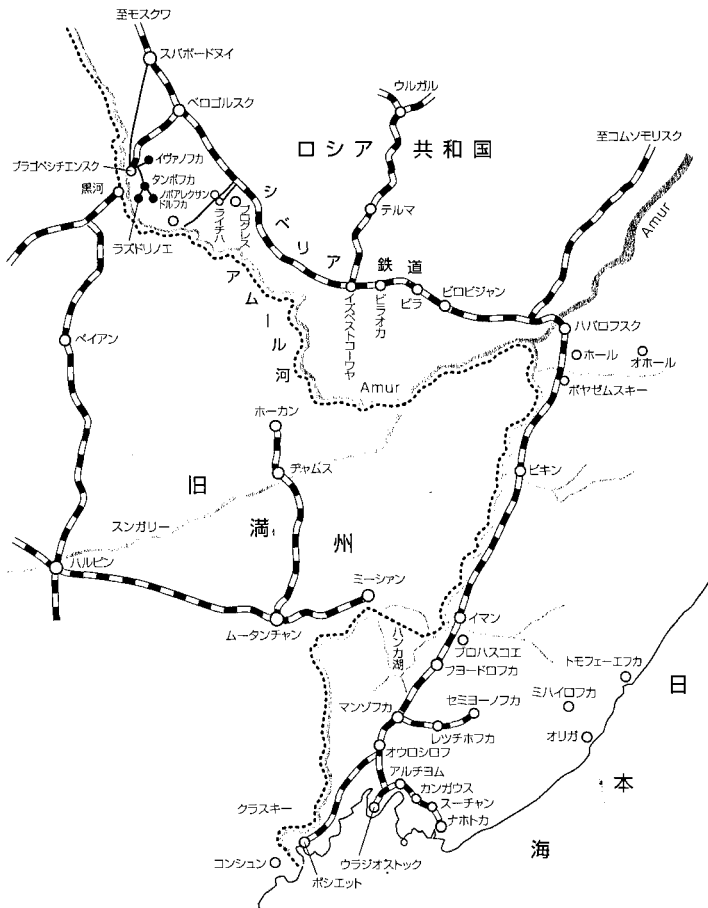 至モスクワ
スバボードヌイ
ベロゴルスク
ウルガル
ロシア共和国
至コムソモリスク
ブラゴベシチエンスク
イヴァノフカ
タンボフカ
黒河
ノボアレクサン
ドルフカ
ライチハ
プログレス
ラズドリノエ
シベリア鉄道
テルマ
Amur
アムール河
イズベストコーワヤ
ビラオカ
ビラ
ビロビジャン
ハバロフスク
ホール
オホール
ボヤゼムスキー
ペイアン
Amur
ホーカン
チャムス
ビキン
旧満州
スンガリー
ハルピン
ミーシァン
ムータンチャン
イマン
ハンカ湖
プロハスコエ
フヨードロフカ
トモフェーエフカ
セミヨーノフカ
ミハイロフカ
マンゾフカ
レツチホフカ
オリガ
オウロシロフ
アルチョム
カンガウス
スーチャン
ナホトカ
日本海
クラスキー
コンシュン
ウラジオストック
ポシエット